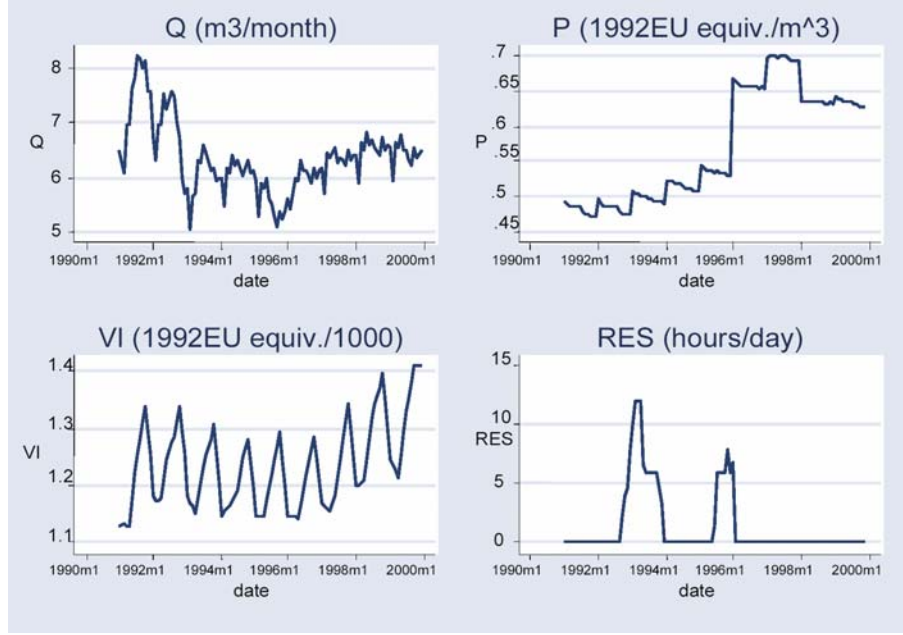 Q (m3/month)
8
7
6
5
Q
1990m1 1992m1 1994m1 1996m1 1998m1 2000m1
date
P (1992EU equiv./m^3)
.7
.65
.6
.55
.5
.45
P
1990m1 1992m1 1994m1 1996m1 1998m1 2000m1
date
VI (1992EU equiv./1000)
1.4
1.3
1.2
1.1
VI
1990m1 1992m1 1994m1 1996m1 1998m1 2000m1
date
RES (hours/day)
15
10
5
0
RES
1990m1 1992m1 1994m1 1996m1 1998m1 2000m1
date